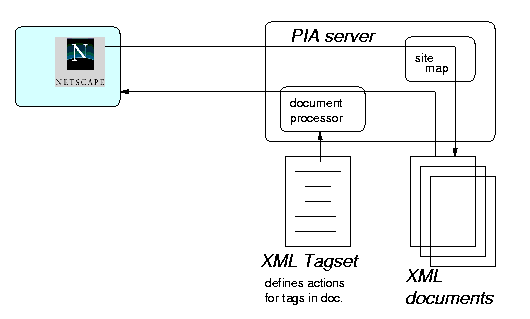 N
NETSCAPE
PIA server
site
map
document
processor
XML Tagset
defines actions
for tags in doc.
XML
documents